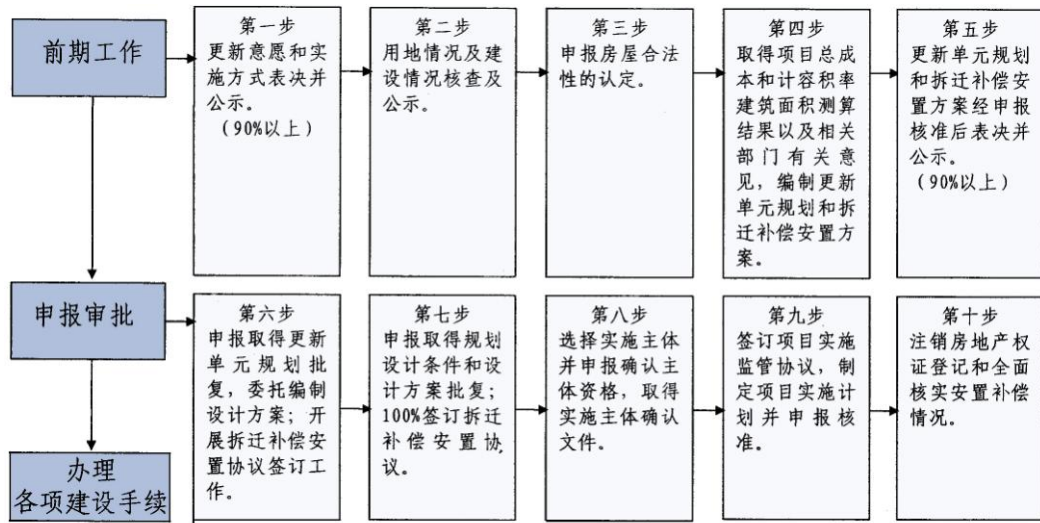 前期工作
第一步
更新意愿和实
施方式表决并
公示。
（90%以上）
第二步
用地情况及建
设情况核查及
公示。
第三步
申报房屋合法
性的认定。
第四步
取得项目总成
本和计容积率
建筑面积测算
结果以及相关
部门有关意
见，编制更新
单元规划和拆
迁补偿安置方
案。
第五步
更新单元规划
和拆迁补偿安
置方案经申报
核准后表决并
公示。
（90%以上）
申报审批
第六步
申报取得更新
单元规划批
复，委托编制
设计方案；开
展拆迁补偿安
置协议签订工
作。
第七步
申报取得规划
设计条件和设
计方案批复；
100%签订拆迁
补偿安置协
议。
第八步
选择实施主体
并申报确认主
体资格，取得
实施主体确认
文件。
第九步
签订项目实施
监管协议，制
定项目实施计
划并申报核
准。
第十步
注销房地产权
证登记和全面
核实安置补偿
情况。
办理
各项建设手续